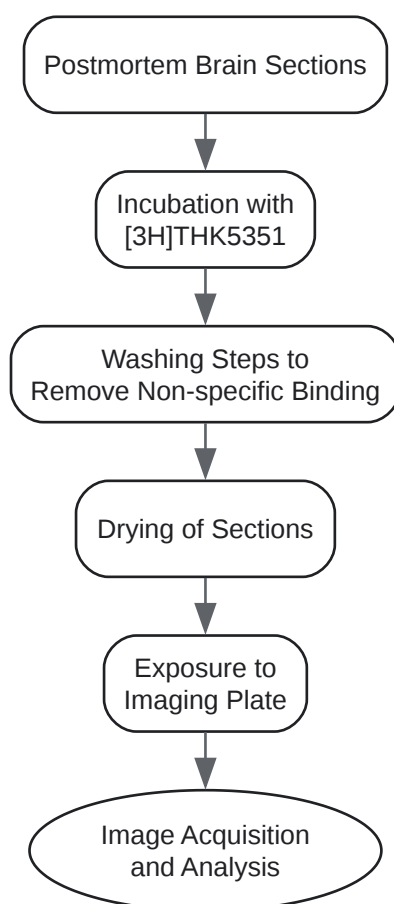 Postmortem Brain Sections
Incubation with
[3H]THK5351
Washing Steps to
Remove Non-specific Binding
Drying of Sections
Exposure to
Imaging Plate
Image Acquisition
and Analysis